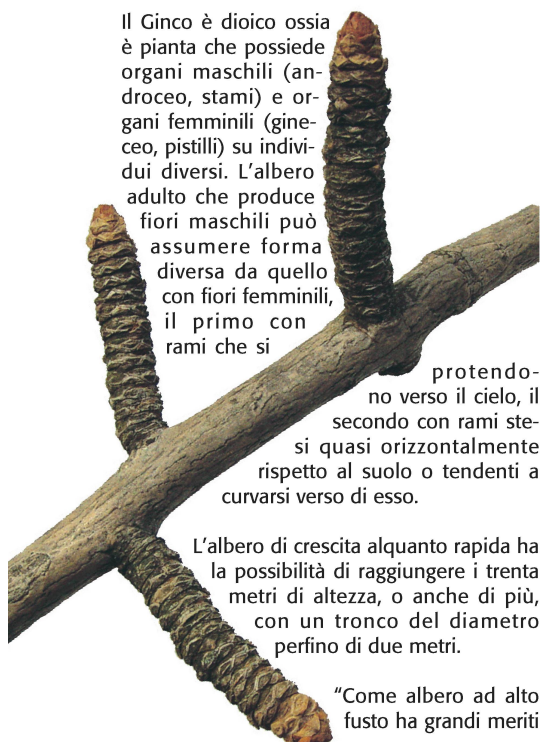 Il Ginco è dioico ossia
è pianta che possiede
organi maschili (an-
droceo, stami) e or-
gani femminili (gine-
ceo, pistilli) su indivi-
dui diversi. L'albero
adulto che produce
fiori maschili può
assumere forma
diversa da quello
con fiori femminili,
il primo con
rami che si
protendo-
no verso il cielo, il
secondo con rami ste-
si quasi orizzontalmente
rispetto al suolo o tendenti a
curvarsi verso di esso.
L'albero di crescita alquanto rapida ha
la possibilità di raggiungere i trenta
metri di altezza, o anche di più,
con un tronco del diametro
perfino di due metri.
“Come albero ad alto
fusto ha grandi meriti